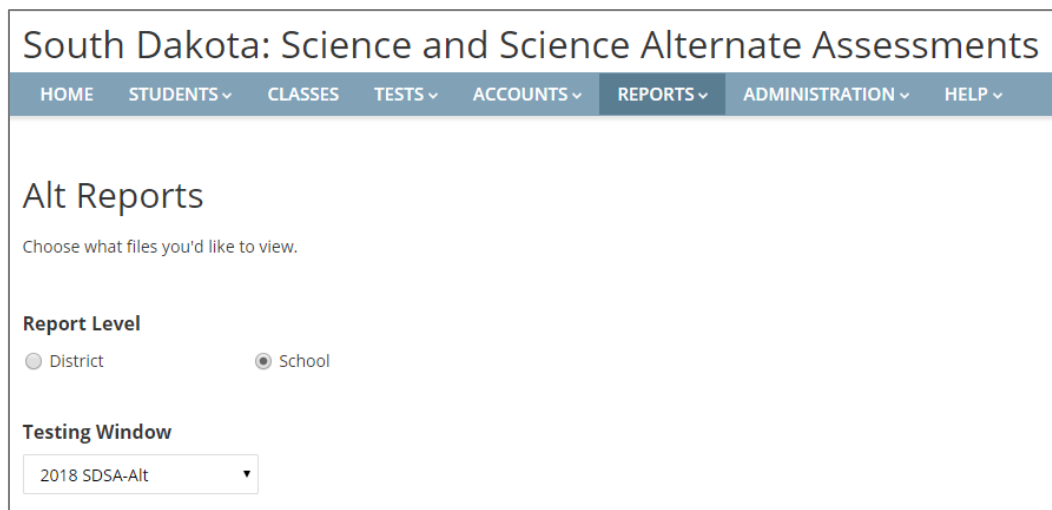 South Dakota: Science and Science Alternate Assessments
HOME STUDENTS CLASSES TESTS ACCOUNTS REPORTS ADMINISTRATION HELP
Alt Reports
Choose what files you'd like to view.
Report Level
District School
Testing Window
2018 SDSA-Alt